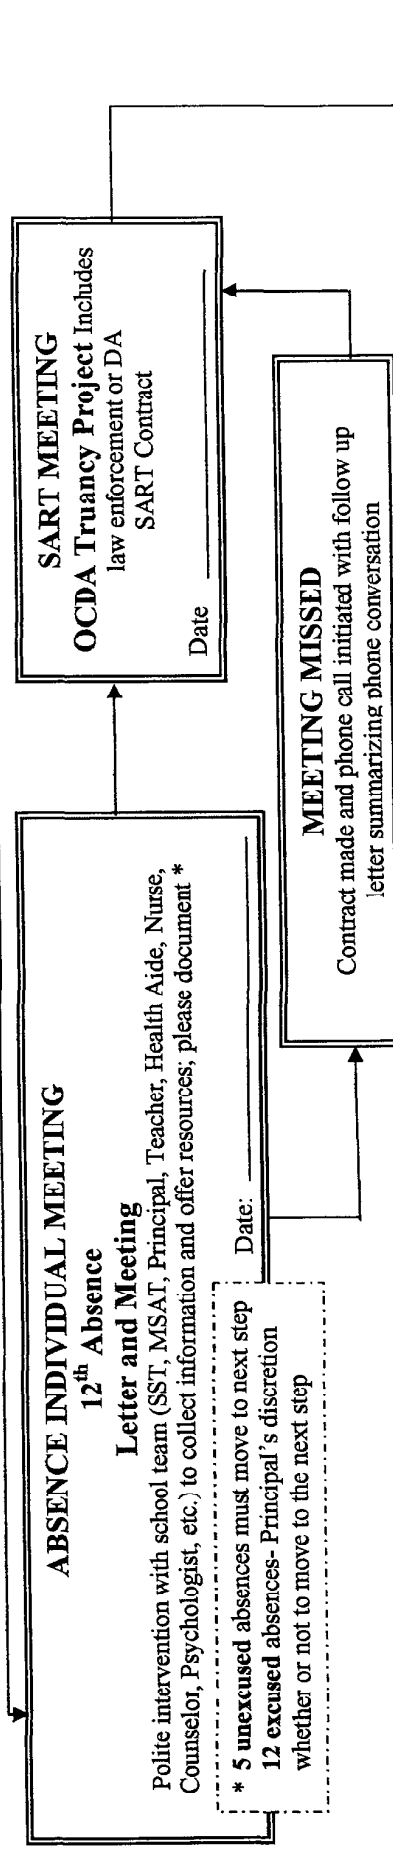 ABSENCE INDIVIDUAL MEETING
12th Absence
Letter and Meeting
Polite intervention with school team (SST, MSAT, Principal, Teacher, Health Aide, Nurse,
Counselor, Psychologist, etc.) to collect information and offer resources; please document *
Date:
* 5 unexcused absences must move to next step
12 excused absences- Principal's discretion
whether or not to move to the next step
SART MEETING
OCDA Truancy Project Includes
law enforcement or DA
SART Contract
Date
MEETING MISSED
Contract made and phone call initiated with follow up
letter summarizing phone conversation